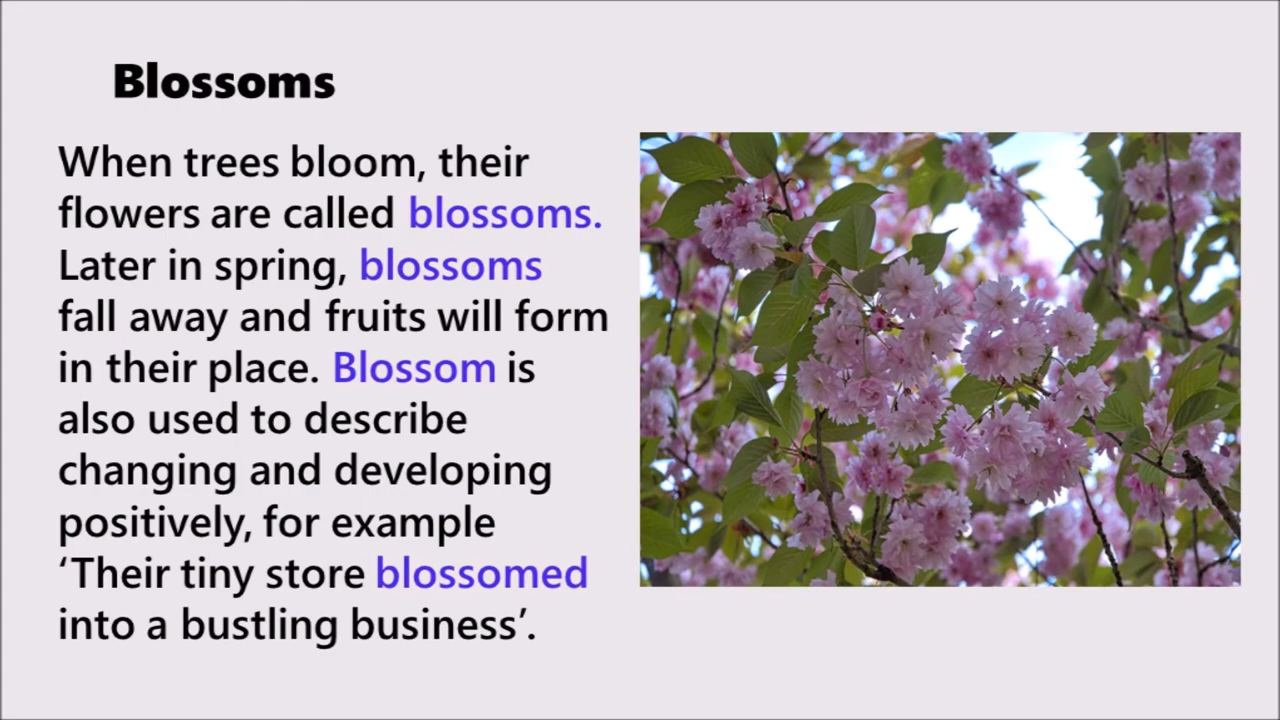 Blossoms
When trees bloom, their
flowers are called blossoms.
Later in spring, blossoms
fall away and fruits will form
in their place. Blossom is
also used to describe
changing and developing
positively, for example
‘Their tiny store blossomed
into a bustling business’.